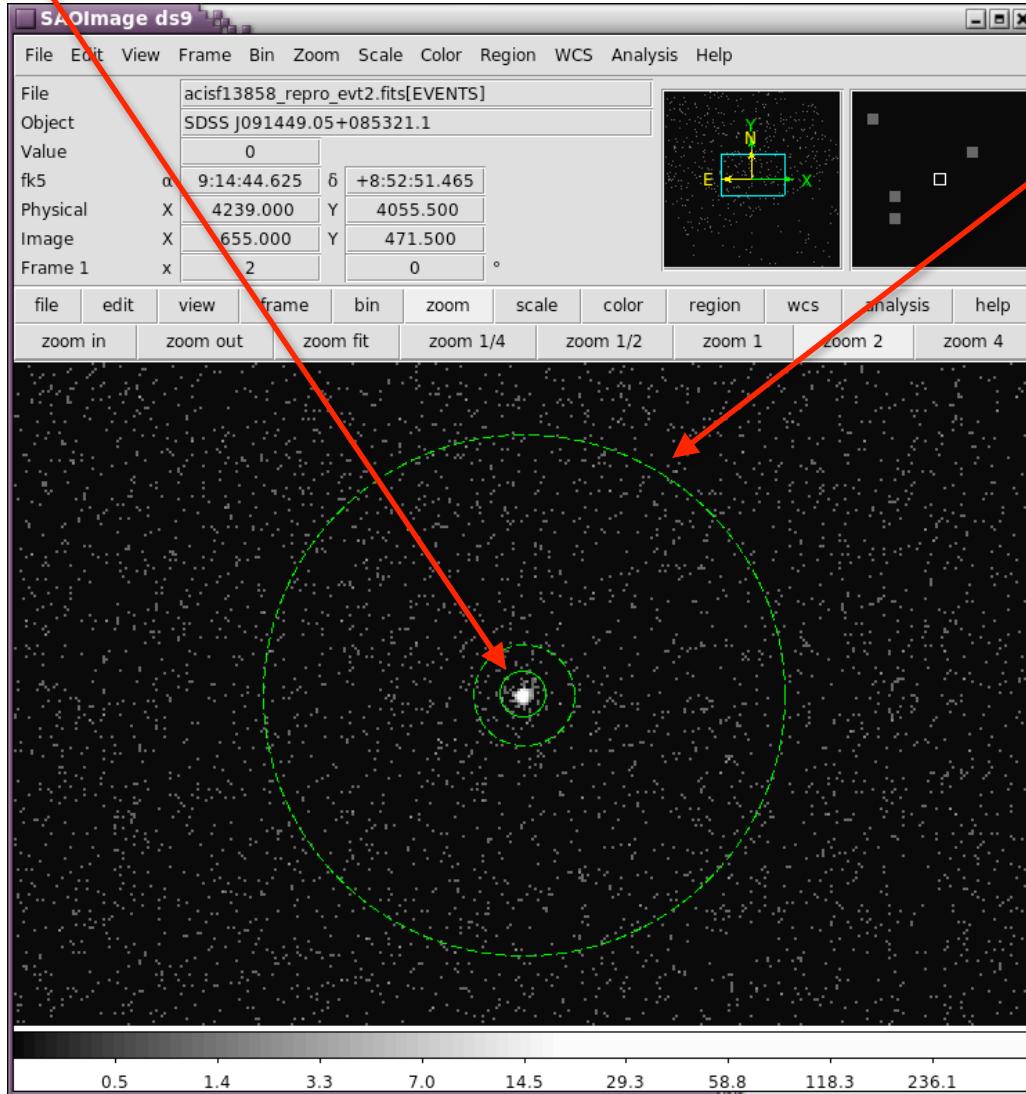 SAOImage ds9
File Edit View Frame Bin Zoom Scale Color Region WCS Analysis Help
File acisf13858_repro_evt2.fits[EVENTS]
Object SDSS J091449.05+085321.1
Value 0
fk5 α 9:14:44.625 δ +8:52:51.465
Physical X 4239.000 Y 4055.500
Image X 655.000 Y 471.500
Frame 1 x 2 0 °
Y
N
E X
file edit view frame bin zoom scale color region wcs analysis help
zoom in zoom out zoom fit zoom 1/4 zoom 1/2 zoom 1 zoom 2 zoom 4
0.5 1.4 3.3 7.0 14.5 29.3 58.8 118.3 236.1